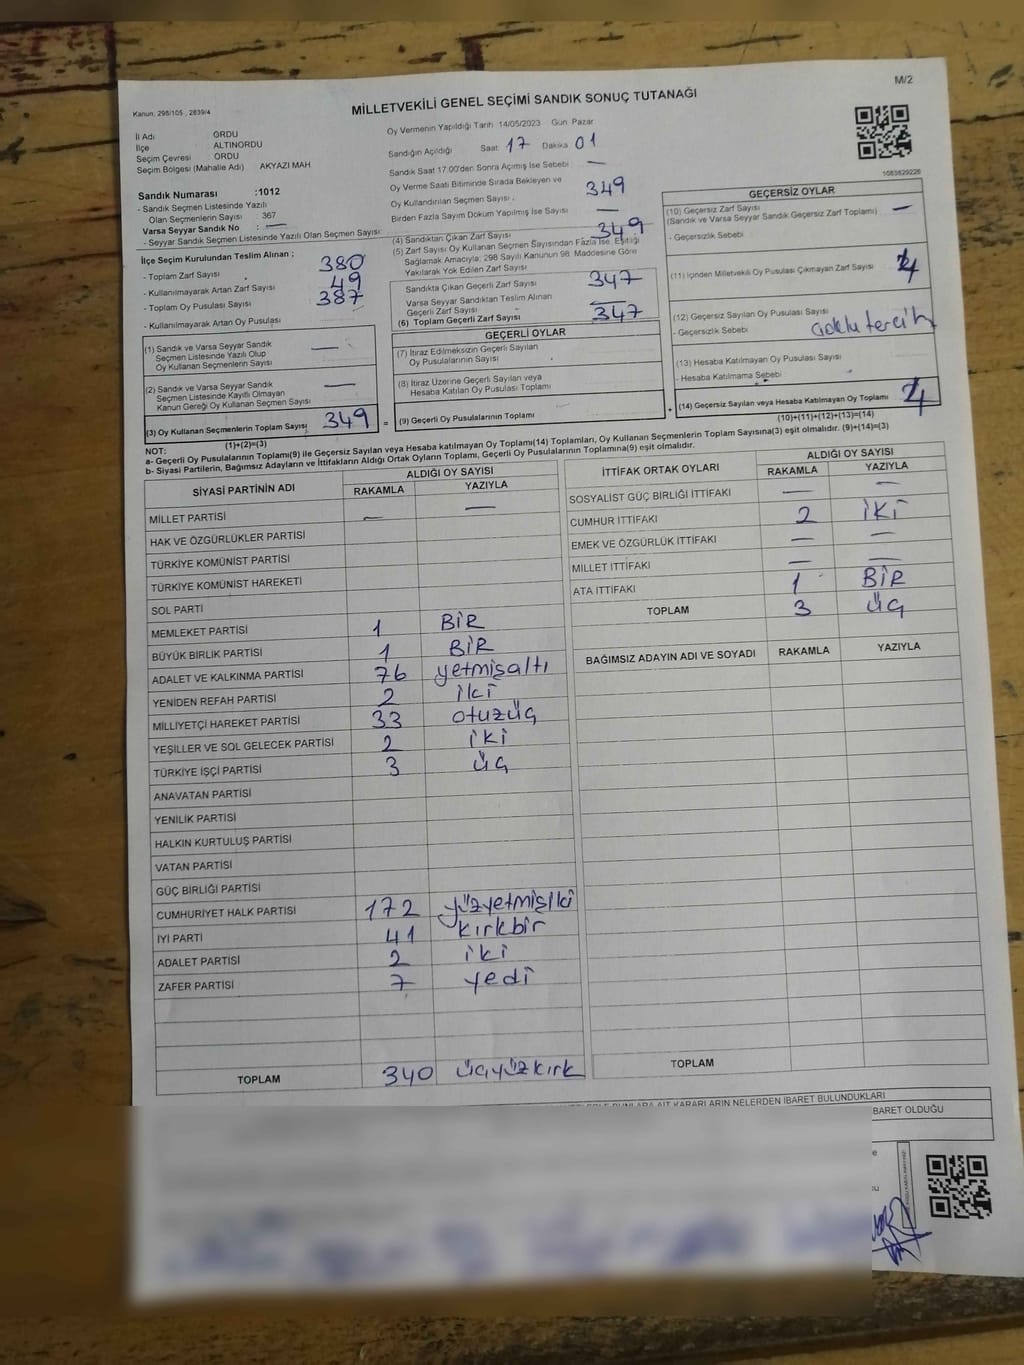 M/2
Kanun: 298/105 , 2839/4
MİLLETVEKİLİ GENEL SEÇİMİ SANDIK SONUÇ TUTANAĞI
İl Adı ORDU
İlçe ALTINORDU
Seçim Çevresi ORDU
Seçim Bölgesi (Mahalle Adı) AKYAZI MAH
Sandık Numarası :1012
- Sandık Seçmen Listesinde Yazılı
Olan Seçmenlerin Sayısı : 367
Varsa Seyyar Sandık No : —
- Seyyar Sandık Seçmen Listesinde Yazılı Olan Seçmen Sayısı:
İlçe Seçim Kurulundan Teslim Alınan ;
- Toplam Zarf Sayısı 380
- Kullanılmayarak Artan Zarf Sayısı 49
- Toplam Oy Pusulası Sayısı 387
- Kullanılmayarak Artan Oy Pusulası
(1) Sandık ve Varsa Seyyar Sandık
Seçmen Listesinde Yazılı Olup
Oy Kullanan Seçmenlerin Sayısı —
(2) Sandık ve Varsa Seyyar Sandık
Seçmen Listesinde Kayıtlı Olmayan
Kanun Gereği Oy Kullanan Seçmen Sayısı —
(3) Oy Kullanan Seçmenlerin Toplam Sayısı 349
(1)+(2)=(3)
Oy Vermenin Yapıldığı Tarih 14/05/2023 Gün Pazar
Sandığın Açıldığı Saat: 17 Dakika 01
Sandık Saat 17.00'den Sonra Açımış İse Sebebi —
Oy Verme Saati Bitiminde Sırada Bekleyen ve
Oy Kullandırılan Seçmen Sayısı 349
Birden Fazla Sayım Döküm Yapılmış İse Sayısı —
(4) Sandıktan Çıkan Zarf Sayısı 349
(5) Zarf Sayısı Oy Kullanan Seçmen Sayısından Fazla İse, Eşitliği
Sağlamak Amacıyla; 298 Sayılı Kanunun 98. Maddesine Göre
Yakılarak Yok Edilen Zarf Sayısı
Sandıkta Çıkan Geçerli Zarf Sayısı 347
Varsa Seyyar Sandıktan Teslim Alınan
Geçerli Zarf Sayısı —
(6) Toplam Geçerli Zarf Sayısı 347
GEÇERLİ OYLAR
(7) İtiraz Edilmeksizin Geçerli Sayılan
Oy Pusulalarının Sayısı
(8) İtiraz Üzerine Geçerli Sayılan veya
Hesaba Katılan Oy Pusulası Toplamı
= (9) Geçerli Oy Pusulalarının Toplamı +
1083829226
GEÇERSİZ OYLAR
(10) Geçersiz Zarf Sayısı —
(Sandık ve Varsa Seyyar Sandık Geçersiz Zarf Toplamı)
- Geçersizlik Sebebi
(11) İçinden Milletvekili Oy Pusulası Çıkmayan Zarf Sayısı
(12) Geçersiz Sayılan Oy Pusulası Sayısı
- Geçersizlik Sebebi
(13) Hesaba Katılmayan Oy Pusulası Sayısı
- Hesaba Katılmama Sebebi
(14) Geçersiz Sayılan veya Hesaba Katılmayan Oy Toplamı 4
(10)+(11)+(12)+(13)=(14)
NOT:
a- Geçerli Oy Pusulalarının Toplamı(9) ile Geçersiz Sayılan veya Hesaba katılmayan Oy Toplamı(14) Toplamları, Oy Kullanan Seçmenlerin Toplam Sayısına(3) eşit olmalıdır. (9)+(14)=(3)
b- Siyasi Partilerin, Bağımsız Adayların ve İttifakların Aldığı Ortak Oyların Toplamı, Geçerli Oy Pusulalarının Toplamına(9) eşit olmalıdır.
SİYASİ PARTİNİN ADI ALDIĞI OY SAYISI
RAKAMLA YAZIYLA
MİLLET PARTİSİ — —
HAK VE ÖZGÜRLÜKLER PARTİSİ
TÜRKİYE KOMÜNİST PARTİSİ
TÜRKİYE KOMÜNİST HAREKETİ
SOL PARTİ
MEMLEKET PARTİSİ 1 BİR
BÜYÜK BİRLİK PARTİSİ 1 BİR
ADALET VE KALKINMA PARTİSİ 76 yetmişaltı
YENİDEN REFAH PARTİSİ 2 iki
MİLLİYETÇİ HAREKET PARTİSİ 33 otuzüç
YEŞİLLER VE SOL GELECEK PARTİSİ 2 iki
TÜRKİYE İŞÇİ PARTİSİ 3 üç
ANAVATAN PARTİSİ
YENİLİK PARTİSİ
HALKIN KURTULUŞ PARTİSİ
VATAN PARTİSİ
GÜÇ BİRLİĞİ PARTİSİ
CUMHURİYET HALK PARTİSİ 172 yüzyetmişiki
İYİ PARTİ 41 kırkbir
ADALET PARTİSİ 2 iki
ZAFER PARTİSİ 7 yedi
TOPLAM 340 üçyüzkırk
İTTİFAK ORTAK OYLARI ALDIĞI OY SAYISI
RAKAMLA YAZIYLA
SOSYALİST GÜÇ BİRLİĞİ İTTİFAKI — —
CUMHUR İTTİFAKI 2 İKİ
EMEK VE ÖZGÜRLÜK İTTİFAKI — —
MİLLET İTTİFAKI — —
ATA İTTİFAKI 1 BİR
TOPLAM 3 ÜÇ
BAĞIMSIZ ADAYIN ADI VE SOYADI RAKAMLA YAZIYLA
TOPLAM
KARARLARIN NELERDEN İBARET BULUNDUKLARI
BARET OLDUĞU